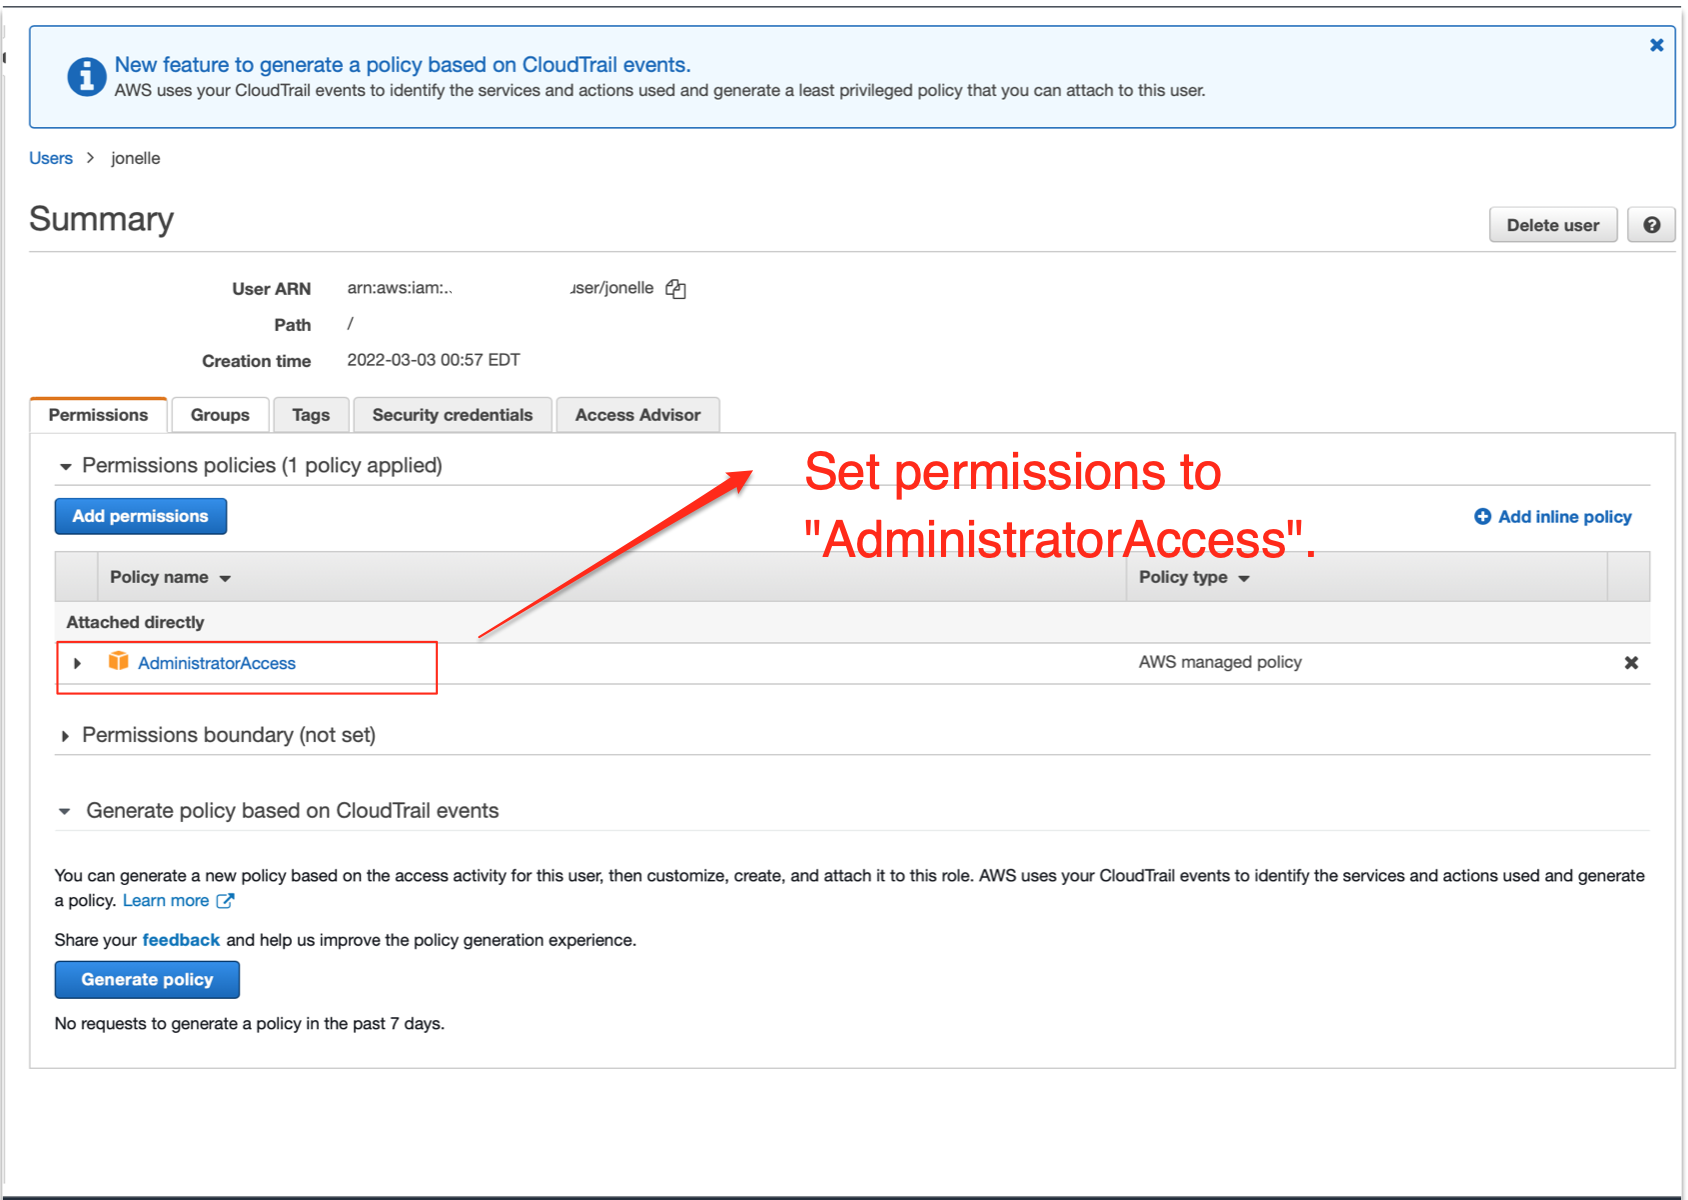 New feature to generate a policy based on CloudTrail events.
AWS uses your CloudTrail events to identify the services and actions used and generate a least privileged policy that you can attach to this user.
Users > jonelle
Summary
Delete user
User ARN arn:aws:iam:.. user/jonelle
Path /
Creation time 2022-03-03 00:57 EDT
Permissions Groups Tags Security credentials Access Advisor
Permissions policies (1 policy applied)
Set permissions to
"AdministratorAccess".
Add permissions
Add inline policy
Policy name Policy type
Attached directly
AdministratorAccess AWS managed policy
Permissions boundary (not set)
Generate policy based on CloudTrail events
You can generate a new policy based on the access activity for this user, then customize, create, and attach it to this role. AWS uses your CloudTrail events to identify the services and actions used and generate
a policy. Learn more
Share your feedback and help us improve the policy generation experience.
Generate policy
No requests to generate a policy in the past 7 days.